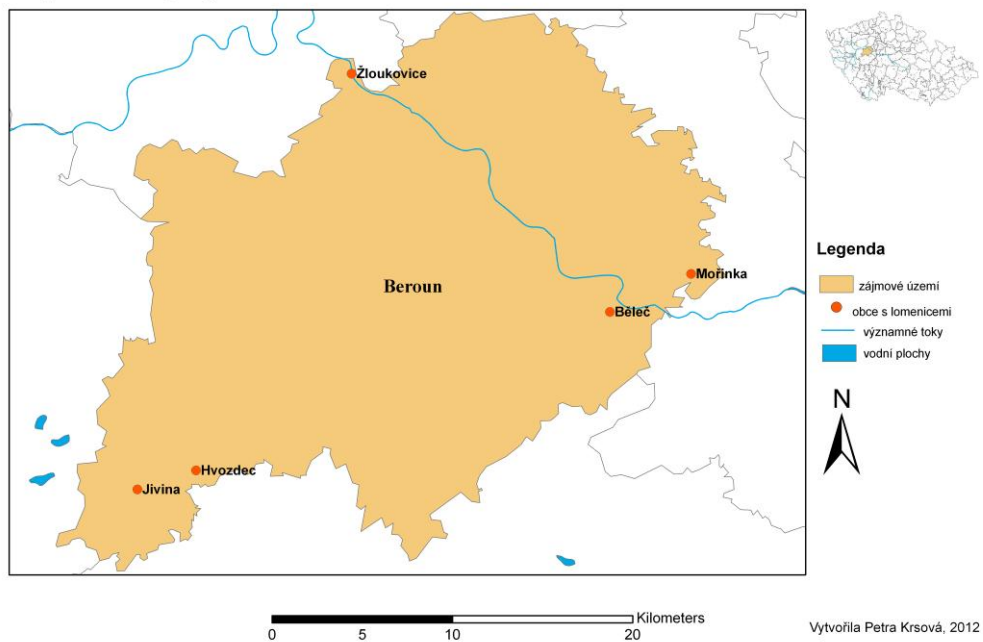 Žloukovice
Mořinka
Beroun
Běleč
Hvozdec
Jivina
Legenda
zájmové území
obce s lomenicemi
významné toky
vodní plochy
N
Kilometers
0 5 10 20
Vytvořila Petra Krsová, 2012